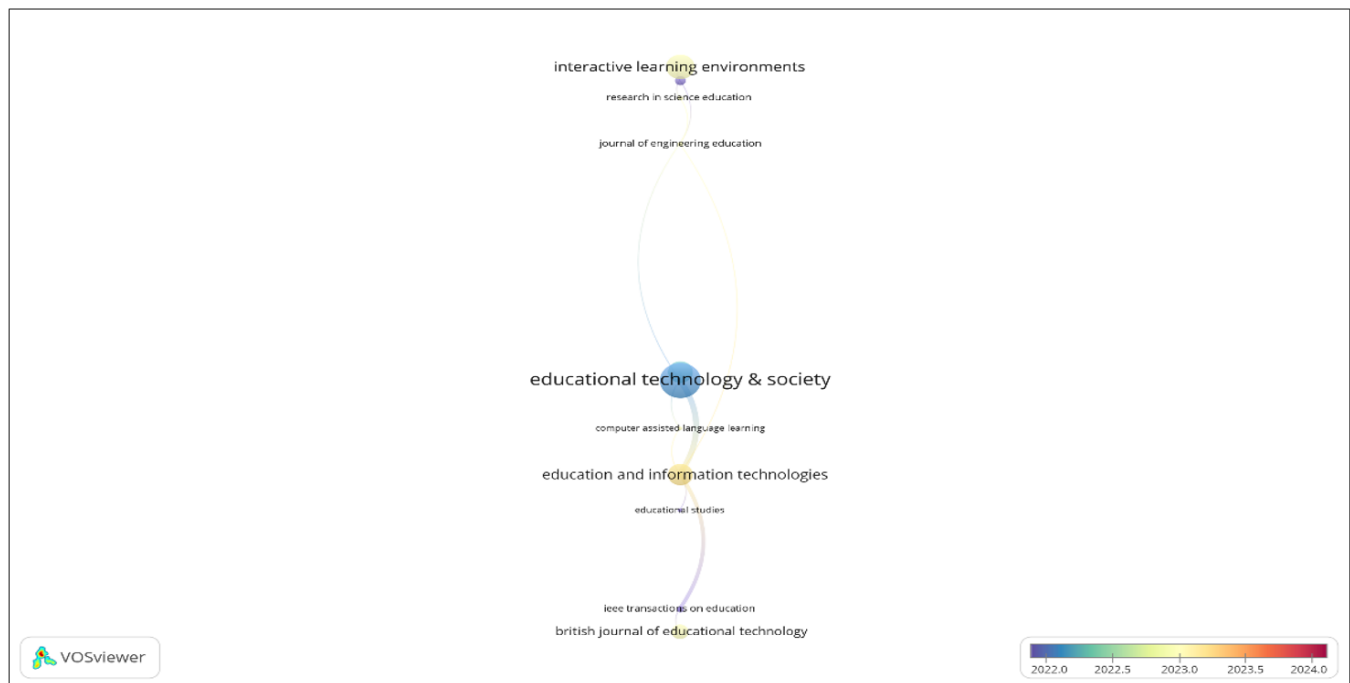 interactive learning environments
research in science education
journal of engineering education
educational technology & society
computer assisted language learning
education and information technologies
educational studies
ieee transactions on education
british journal of educational technology
VOSviewer
2022.0 2022.5 2023.0 2023.5 2024.0